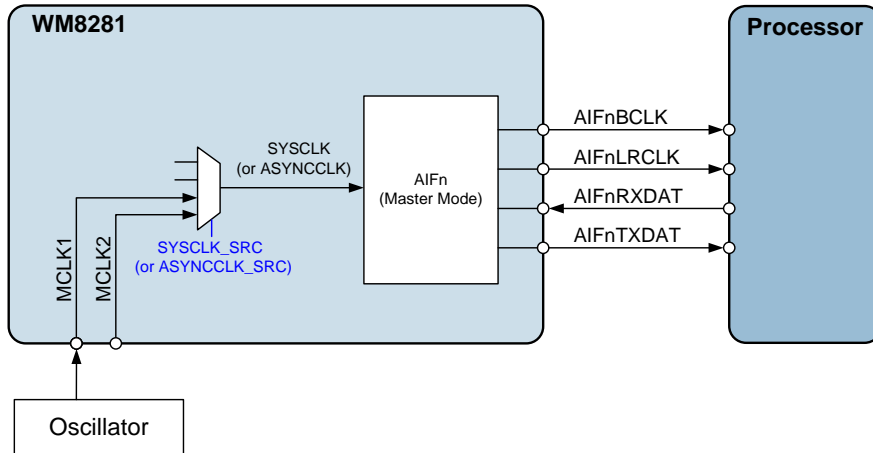 WM8281
Processor
AIFnBCLK
SYSCLK
(or ASYNCCLK)
AIFnLRCLK
AIFn
(Master Mode)
AIFnRXDAT
AIFnTXDAT
MCLK1
MCLK2
SYSCLK_SRC
(or ASYNCCLK_SRC)
Oscillator